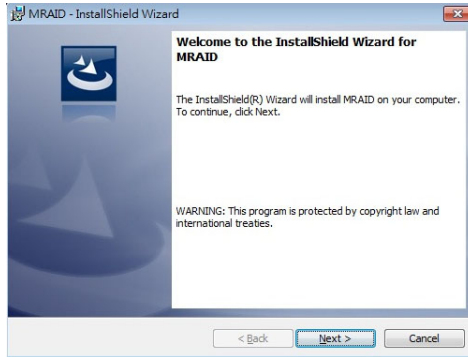 MRAID - InstallShield Wizard
Welcome to the InstallShield Wizard for
MRAID
The InstallShield(R) Wizard will install MRAID on your computer.
To continue, click Next.
WARNING: This program is protected by copyright law and
international treaties.
< Back Next > Cancel